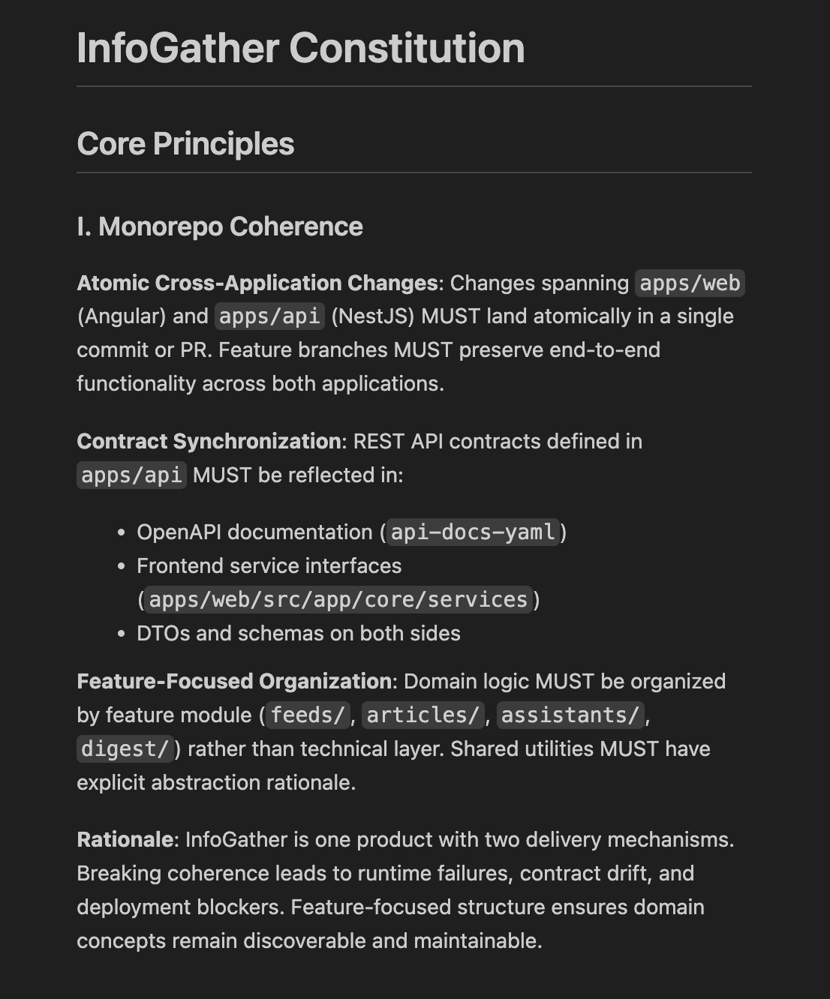 InfoGather Constitution
Core Principles
I. Monorepo Coherence
Atomic Cross-Application Changes: Changes spanning apps/web
(Angular) and apps/api (NestJS) MUST land atomically in a single
commit or PR. Feature branches MUST preserve end-to-end
functionality across both applications.
Contract Synchronization: REST API contracts defined in
apps/api MUST be reflected in:
• OpenAPI documentation (api-docs-yaml)
• Frontend service interfaces
(apps/web/src/app/core/services)
• DTOs and schemas on both sides
Feature-Focused Organization: Domain logic MUST be organized
by feature module (feeds/, articles/, assistants/,
digest/) rather than technical layer. Shared utilities MUST have
explicit abstraction rationale.
Rationale: InfoGather is one product with two delivery mechanisms.
Breaking coherence leads to runtime failures, contract drift, and
deployment blockers. Feature-focused structure ensures domain
concepts remain discoverable and maintainable.